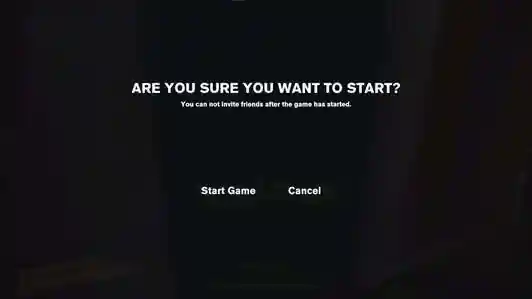 ARE YOU SURE YOU WANT TO START?
You can not invite friends after the game has started.
Start Game
Cancel